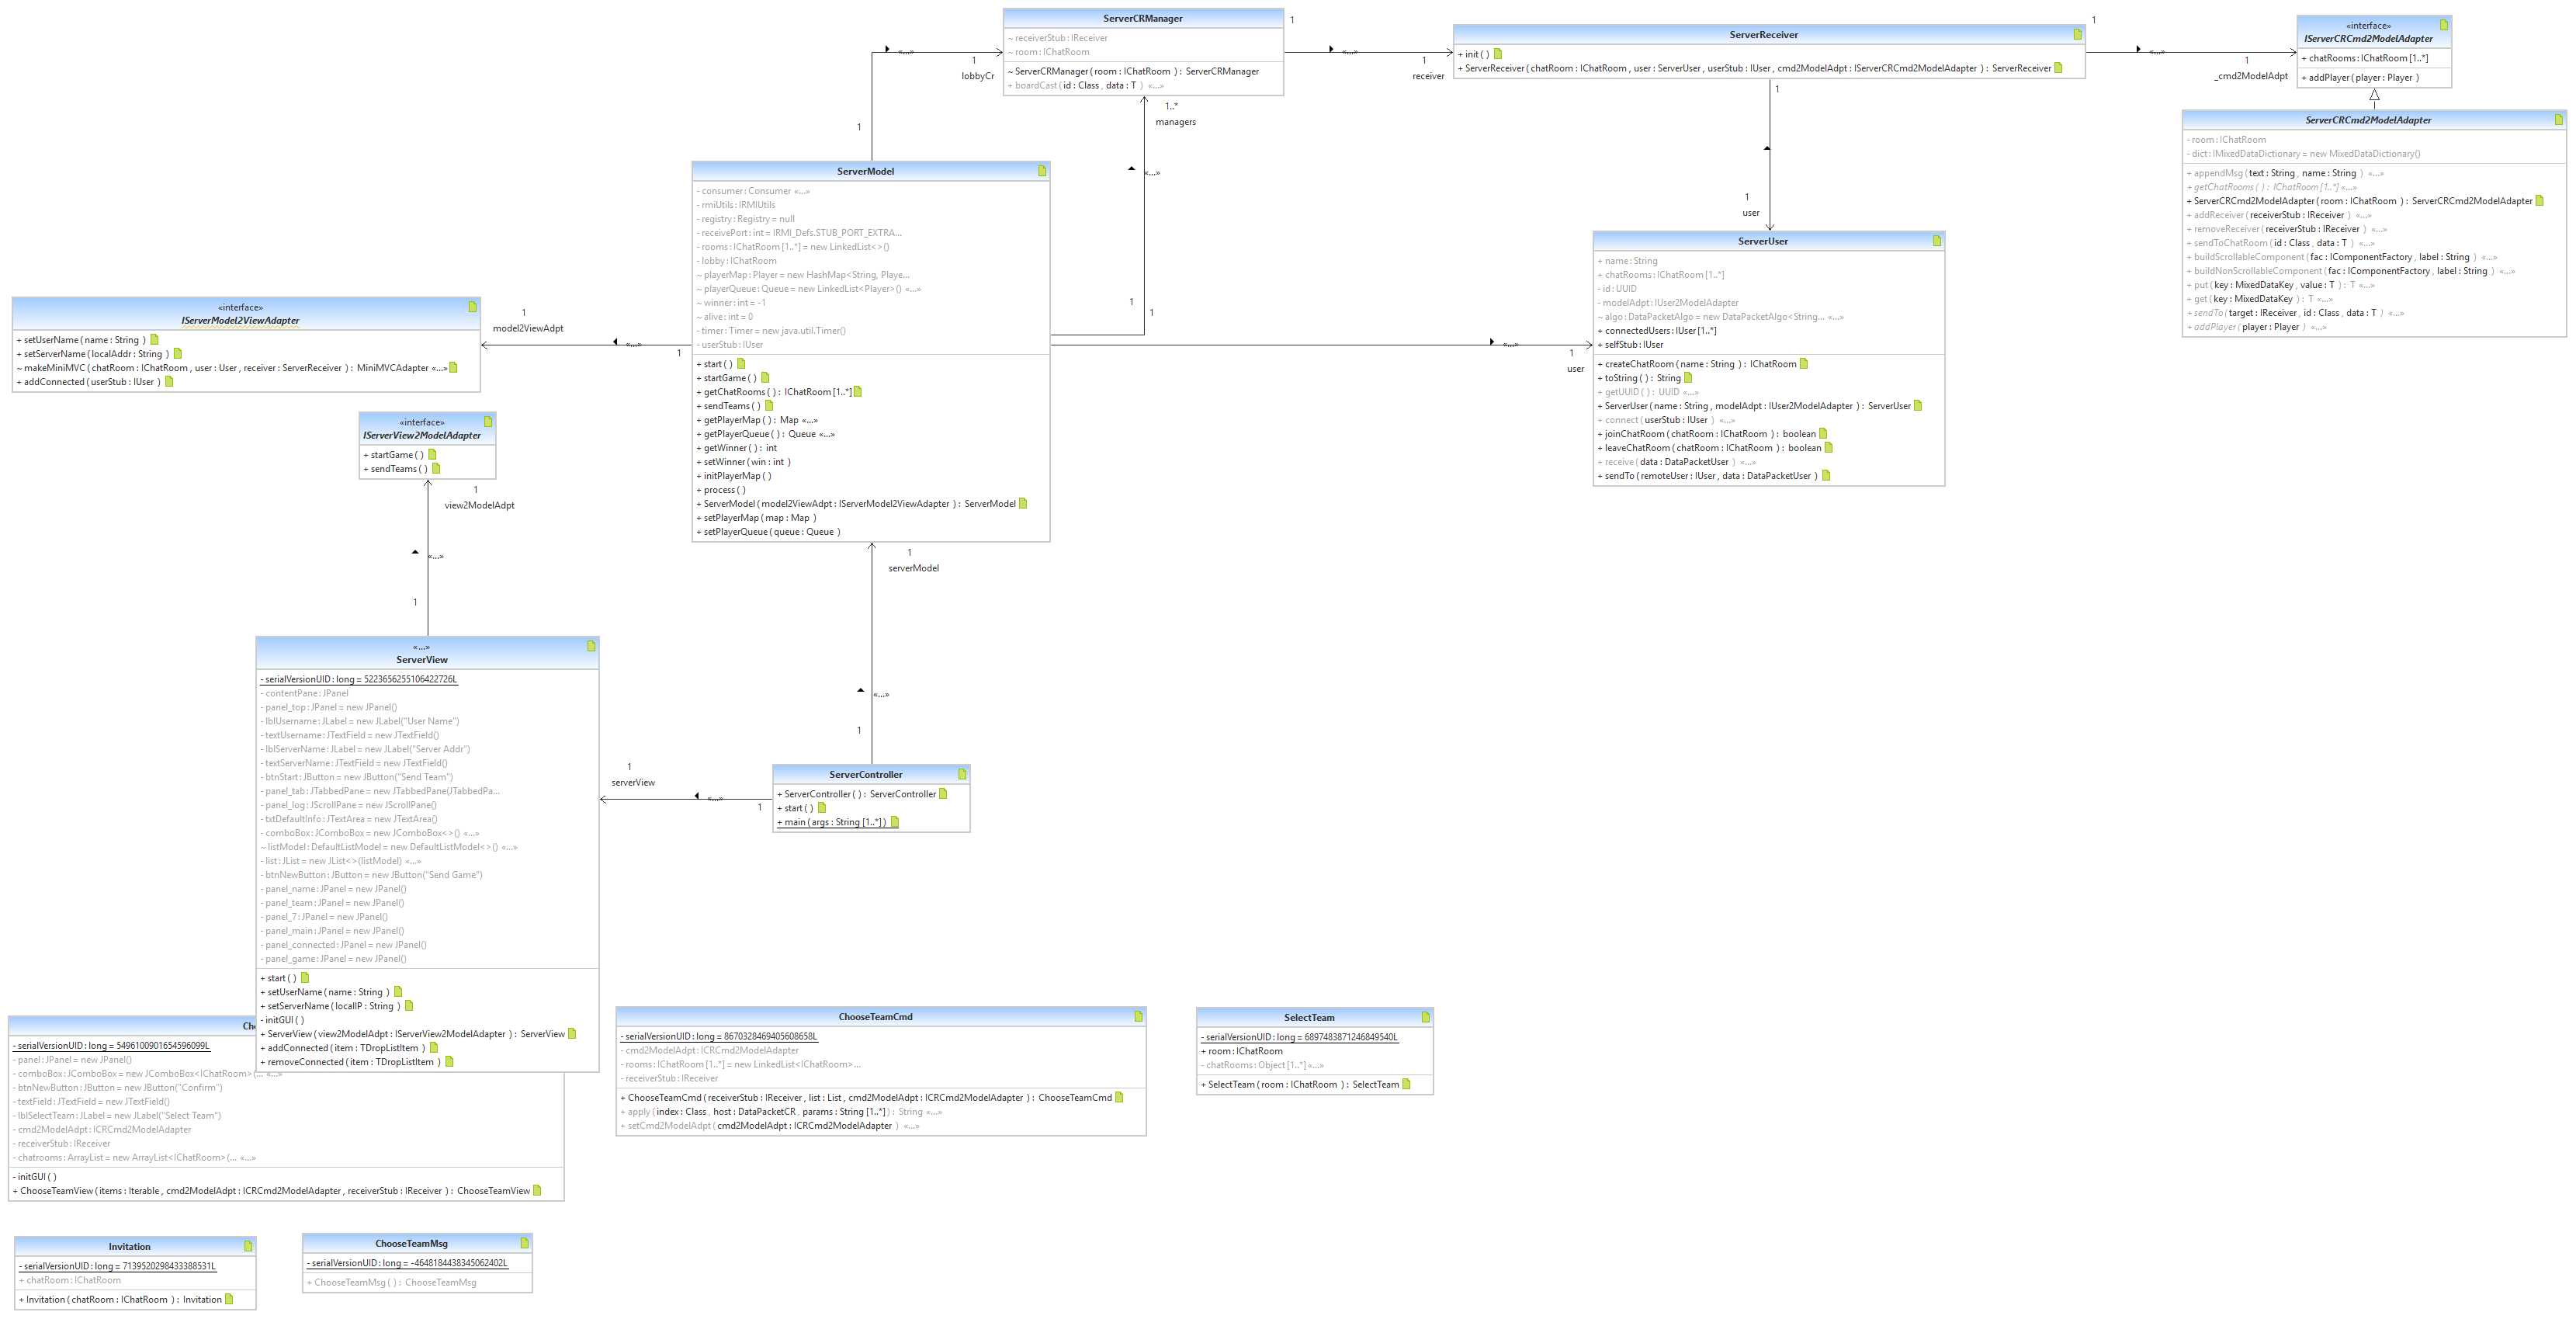 ServerCRManager
~ receiverStub : IReceiver
~ room : IChatRoom
~ ServerCRManager ( room : IChatRoom ) : ServerCRManager
+ boardCast ( id : Class , data : T ) «...»
1
«...»
1
receiver
ServerReceiver
+ init ( )
+ ServerReceiver ( chatRoom : IChatRoom , user : ServerUser , userStub : IUser , cmd2ModelAdpt : IServerCRCmd2ModelAdapter ) : ServerReceiver
1
«...»
1
_cmd2ModelAdpt
«interface»
IServerCRCmd2ModelAdapter
+ chatRooms : IChatRoom [1..*]
+ addPlayer ( player : Player )
ServerCRCmd2ModelAdapter
- room : IChatRoom
- dict : IMixedDataDictionary = new MixedDataDictionary()
+ appendMsg ( text : String , name : String ) «...»
+ getChatRooms ( ) : IChatRoom [1..*] «...»
+ ServerCRCmd2ModelAdapter ( room : IChatRoom ) : ServerCRCmd2ModelAdapter
+ addReceiver ( receiverStub : IReceiver ) «...»
+ removeReceiver ( receiverStub : IReceiver ) «...»
+ sendToChatRoom ( id : Class , data : T ) «...»
+ buildScrollableComponent ( fac : IComponentFactory , label : String ) «...»
+ buildNonScrollableComponent ( fac : IComponentFactory , label : String ) «...»
+ put ( key : MixedDataKey , value : T ) : T «...»
+ get ( key : MixedDataKey ) : T «...»
+ sendTo ( target : IReceiver , id : Class , data : T ) «...»
+ addPlayer ( player : Player ) «...»
«...»
1
lobbyCr
1
1..*
managers
«...»
1
1
1
1
user
ServerModel
- consumer : Consumer «...»
- rmiUtils : IRMIUtils
- registry : Registry = null
- receivePort : int = IRMI_Defs.STUB_PORT_EXTRA...
- rooms : IChatRoom [1..*] = new LinkedList<>()
- lobby : IChatRoom
~ playerMap : Player = new HashMap<String, Playe...
~ playerQueue : Queue = new LinkedList<Player>() «...»
~ winner : int = -1
~ alive : int = 0
- timer : Timer = new java.util.Timer()
- userStub : IUser
+ start ( )
+ startGame ( )
+ getChatRooms ( ) : IChatRoom [1..*]
+ sendTeams ( )
+ getPlayerMap ( ) : Map «...»
+ getPlayerQueue ( ) : Queue «...»
+ getWinner ( ) : int
+ setWinner ( win : int )
+ initPlayerMap ( )
+ process ( )
+ ServerModel ( model2ViewAdpt : IServerModel2ViewAdapter ) : ServerModel
+ setPlayerMap ( map : Map )
+ setPlayerQueue ( queue : Queue )
«...»
1
user
ServerUser
+ name : String
+ chatRooms : IChatRoom [1..*]
- id : UUID
- modelAdpt : IUser2ModelAdapter
~ algo : DataPacketAlgo = new DataPacketAlgo<String... «...»
+ connectedUsers : IUser [1..*]
+ selfStub : IUser
+ createChatRoom ( name : String ) : IChatRoom
+ toString ( ) : String
+ getUUID ( ) : UUID «...»
+ ServerUser ( name : String , modelAdpt : IUser2ModelAdapter ) : ServerUser
+ connect ( userStub : IUser ) «...»
+ joinChatRoom ( chatRoom : IChatRoom ) : boolean
+ leaveChatRoom ( chatRoom : IChatRoom ) : boolean
+ receive ( data : DataPacketUser ) «...»
+ sendTo ( remoteUser : IUser , data : DataPacketUser )
«interface»
IServerModel2ViewAdapter
+ setUserName ( name : String )
+ setServerName ( localAddr : String )
~ makeMiniMVC ( chatRoom : IChatRoom , user : User , receiver : ServerReceiver ) : MiniMVCAdapter «...»
+ addConnected ( userStub : IUser )
1
model2ViewAdpt
«...»
1
«interface»
IServerView2ModelAdapter
+ startGame ( )
+ sendTeams ( )
1
view2ModelAdpt
«...»
1
1
serverModel
«...»
1
«...»
ServerView
- serialVersionUID : long = 5223656255106422726L
- contentPane : JPanel
- panel_top : JPanel = new JPanel()
- lblUsername : JLabel = new JLabel("User Name")
- textUsername : JTextField = new JTextField()
- lblServerName : JLabel = new JLabel("Server Addr")
- textServerName : JTextField = new JTextField()
- btnStart : JButton = new JButton("Send Team")
- panel_tab : JTabbedPane = new JTabbedPane(JTabbedPa...
- panel_log : JScrollPane = new JScrollPane()
- txtDefaultInfo : JTextArea = new JTextArea()
- comboBox : JComboBox = new JComboBox<>() «...»
~ listModel : DefaultListModel = new DefaultListModel<>() «...»
- list : JList = new JList<>(listModel) «...»
- btnNewButton : JButton = new JButton("Send Game")
- panel_name : JPanel = new JPanel()
- panel_team : JPanel = new JPanel()
- panel_7 : JPanel = new JPanel()
- panel_main : JPanel = new JPanel()
- panel_connected : JPanel = new JPanel()
- panel_game : JPanel = new JPanel()
+ start ( )
+ setUserName ( name : String )
+ setServerName ( localIP : String )
- initGUI ( )
+ ServerView ( view2ModelAdpt : IServerView2ModelAdapter ) : ServerView
+ addConnected ( item : TDropListItem )
+ removeConnected ( item : TDropListItem )
1
serverView
«...»
1
ServerController
+ ServerController ( ) : ServerController
+ start ( )
+ main ( args : String [1..*] )
- serialVersionUID : long = 5496100901654596099L
- panel : JPanel = new JPanel()
- comboBox : JComboBox = new JComboBox<IChatRoom>(... «...»
- btnNewButton : JButton = new JButton("Confirm")
- textField : JTextField = new JTextField()
- lblSelectTeam : JLabel = new JLabel("Select Team")
- cmd2ModelAdpt : ICRCmd2ModelAdapter
- receiverStub : IReceiver
- chatrooms : ArrayList = new ArrayList<IChatRoom>(... «...»
- initGUI ( )
+ ChooseTeamView ( items : Iterable , cmd2ModelAdpt : ICRCmd2ModelAdapter , receiverStub : IReceiver ) : ChooseTeamView
ChooseTeamCmd
- serialVersionUID : long = 8670328469405608658L
- cmd2ModelAdpt : ICRCmd2ModelAdapter
- rooms : IChatRoom [1..*] = new LinkedList<IChatRoom>...
- receiverStub : IReceiver
+ ChooseTeamCmd ( receiverStub : IReceiver , list : List , cmd2ModelAdpt : ICRCmd2ModelAdapter ) : ChooseTeamCmd
+ apply ( index : Class , host : DataPacketCR , params : String [1..*] ) : String «...»
+ setCmd2ModelAdpt ( cmd2ModelAdpt : ICRCmd2ModelAdapter ) «...»
SelectTeam
- serialVersionUID : long = 6897483871246849540L
+ room : IChatRoom
- chatRooms : Object [1..*] «...»
+ SelectTeam ( room : IChatRoom ) : SelectTeam
Invitation
- serialVersionUID : long = 7139520298433388531L
+ chatRoom : IChatRoom
+ Invitation ( chatRoom : IChatRoom ) : Invitation
ChooseTeamMsg
- serialVersionUID : long = -4648184438345062402L
+ ChooseTeamMsg ( ) : ChooseTeamMsg